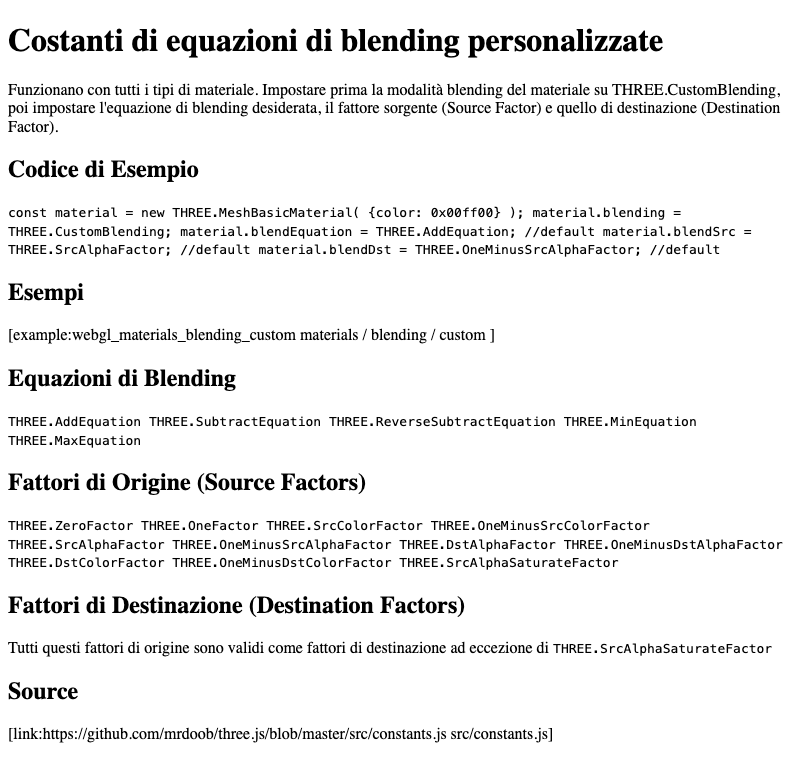 Costanti di equazioni di blending personalizzate
Funzionano con tutti i tipi di materiale. Impostare prima la modalità blending del materiale su THREE.CustomBlending,
poi impostare l'equazione di blending desiderata, il fattore sorgente (Source Factor) e quello di destinazione (Destination
Factor).
Codice di Esempio
const material = new THREE.MeshBasicMaterial( {color: 0x00ff00} ); material.blending =
THREE.CustomBlending; material.blendEquation = THREE.AddEquation; //default material.blendSrc =
THREE.SrcAlphaFactor; //default material.blendDst = THREE.OneMinusSrcAlphaFactor; //default
Esempi
[example:webgl_materials_blending_custom materials / blending / custom ]
Equazioni di Blending
THREE.AddEquation THREE.SubtractEquation THREE.ReverseSubtractEquation THREE.MinEquation
THREE.MaxEquation
Fattori di Origine (Source Factors)
THREE.ZeroFactor THREE.OneFactor THREE.SrcColorFactor THREE.OneMinusSrcColorFactor
THREE.SrcAlphaFactor THREE.OneMinusSrcAlphaFactor THREE.DstAlphaFactor THREE.OneMinusDstAlphaFactor
THREE.DstColorFactor THREE.OneMinusDstColorFactor THREE.SrcAlphaSaturateFactor
Fattori di Destinazione (Destination Factors)
Tutti questi fattori di origine sono validi come fattori di destinazione ad eccezione di THREE.SrcAlphaSaturateFactor
Source
[link:https://github.com/mrdoob/three.js/blob/master/src/constants.js src/constants.js]